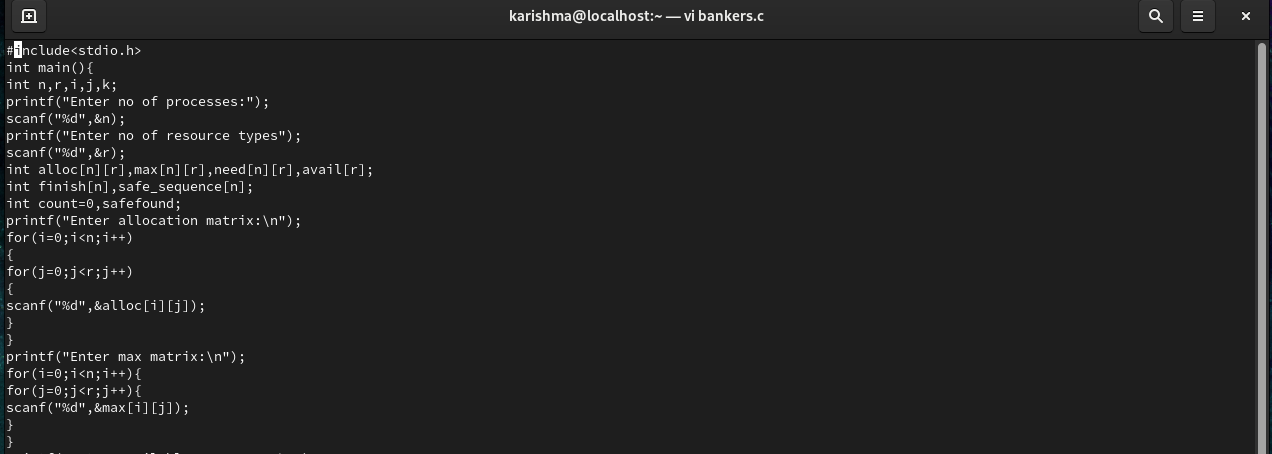 karishma@localhost:~ — vi bankers.c
#include<stdio.h>
int main(){
int n,r,i,j,k;
printf("Enter no of processes:");
scanf("%d",&n);
printf("Enter no of resource types");
scanf("%d",&r);
int alloc[n][r],max[n][r],need[n][r],avail[r];
int finish[n],safe_sequence[n];
int count=0,safefound;
printf("Enter allocation matrix:\n");
for(i=0;i<n;i++)
{
for(j=0;j<r;j++)
{
scanf("%d",&alloc[i][j]);
}
}
printf("Enter max matrix:\n");
for(i=0;i<n;i++){
for(j=0;j<r;j++){
scanf("%d",&max[i][j]);
}
}